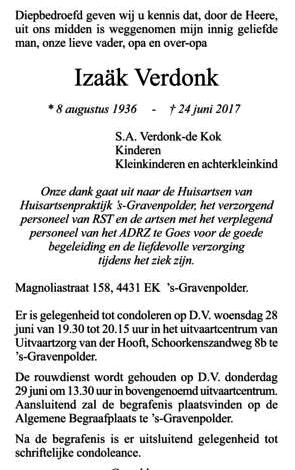 Diepbedroefd geven wij u kennis dat, door de Heere,
uit ons midden is weggenomen mijn innig geliefde
man, onze lieve vader, opa en over-opa
Izaäk Verdonk
* 8 augustus 1936 - † 24 juni 2017
S.A. Verdonk-de Kok
Kinderen
Kleinkinderen en achterkleinkind
Onze dank gaat uit naar de Huisartsen van
Huisartsenpraktijk 's-Gravenpolder, het verzorgend
personeel van RST en de artsen met het verplegend
personeel van het ADRZ te Goes voor de goede
begeleiding en de liefdevolle verzorging
tijdens het ziek zijn.
Magnoliastraat 158, 4431 EK 's-Gravenpolder.
Er is gelegenheid tot condoleren op D.V. woensdag 28
juni van 19.30 tot 20.15 uur in het uitvaartcentrum van
Uitvaartzorg van der Hooft, Schoorkenszandweg 8b te
's-Gravenpolder.
De rouwdienst wordt gehouden op D.V. donderdag
29 juni om 13.30 uur in bovengenoemd uitvaartcentrum.
Aansluitend zal de begrafenis plaatsvinden op de
Algemene Begraafplaats te 's-Gravenpolder.
Na de begrafenis is er uitsluitend gelegenheid tot
schriftelijke condoleance.